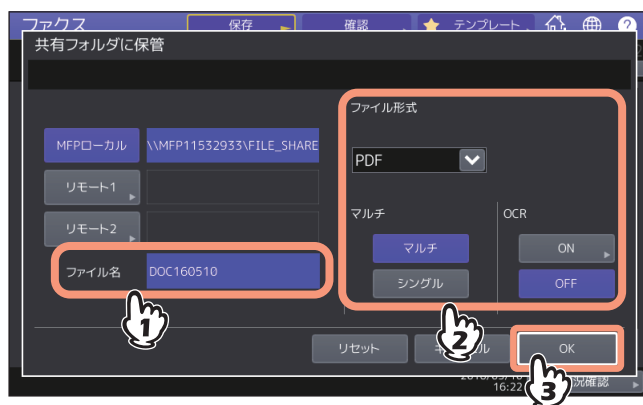 ファクス 保存 確認 テンプレート ?
共有フォルダに保管
ファイル形式
MFPローカル \\MFP11532933\FILE_SHARE
PDF
リモート1
マルチ OCR
リモート2
マルチ ON
ファイル名 DOC160510
シングル OFF
1
2
リセット OK
16:22
3